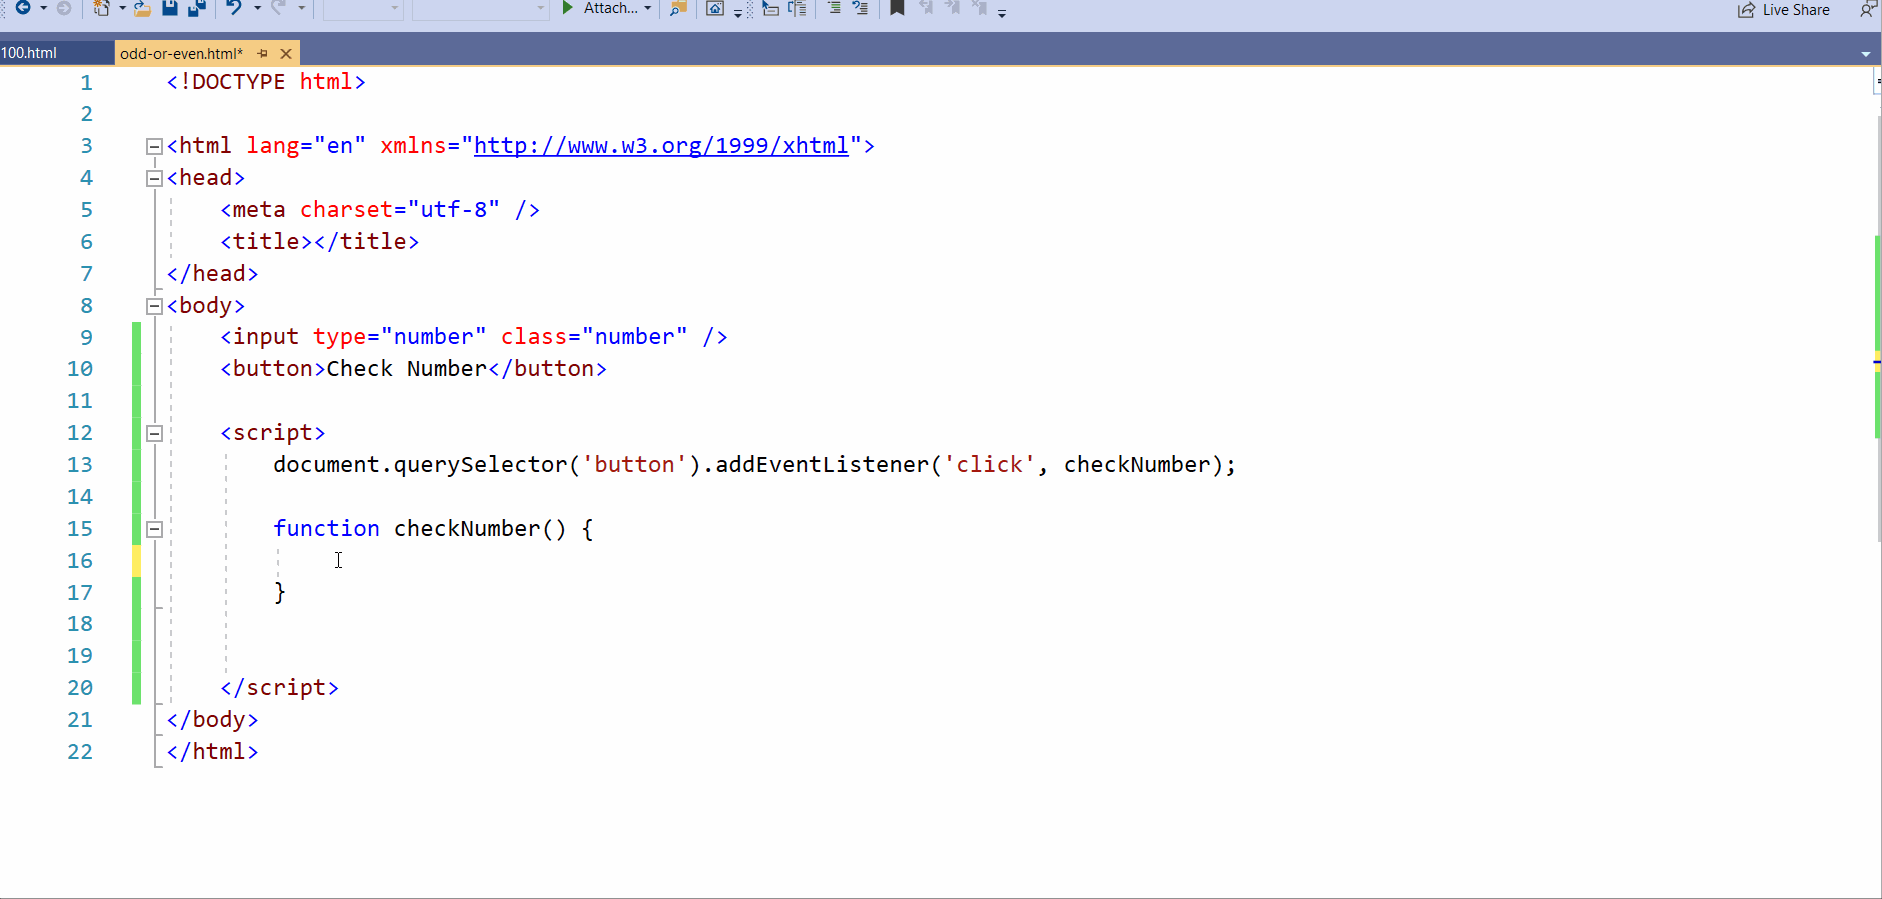 Attach...
Live Share
100.html
odd-or-even.html*
1 <!DOCTYPE html>
2
3 <html lang="en" xmlns="http://www.w3.org/1999/xhtml">
4 <head>
5     <meta charset="utf-8" />
6     <title></title>
7 </head>
8 <body>
9     <input type="number" class="number" />
10     <button>Check Number</button>
11
12     <script>
13         document.querySelector('button').addEventListener('click', checkNumber);
14
15         function checkNumber() {
16
17         }
18
19
20     </script>
21 </body>
22 </html>